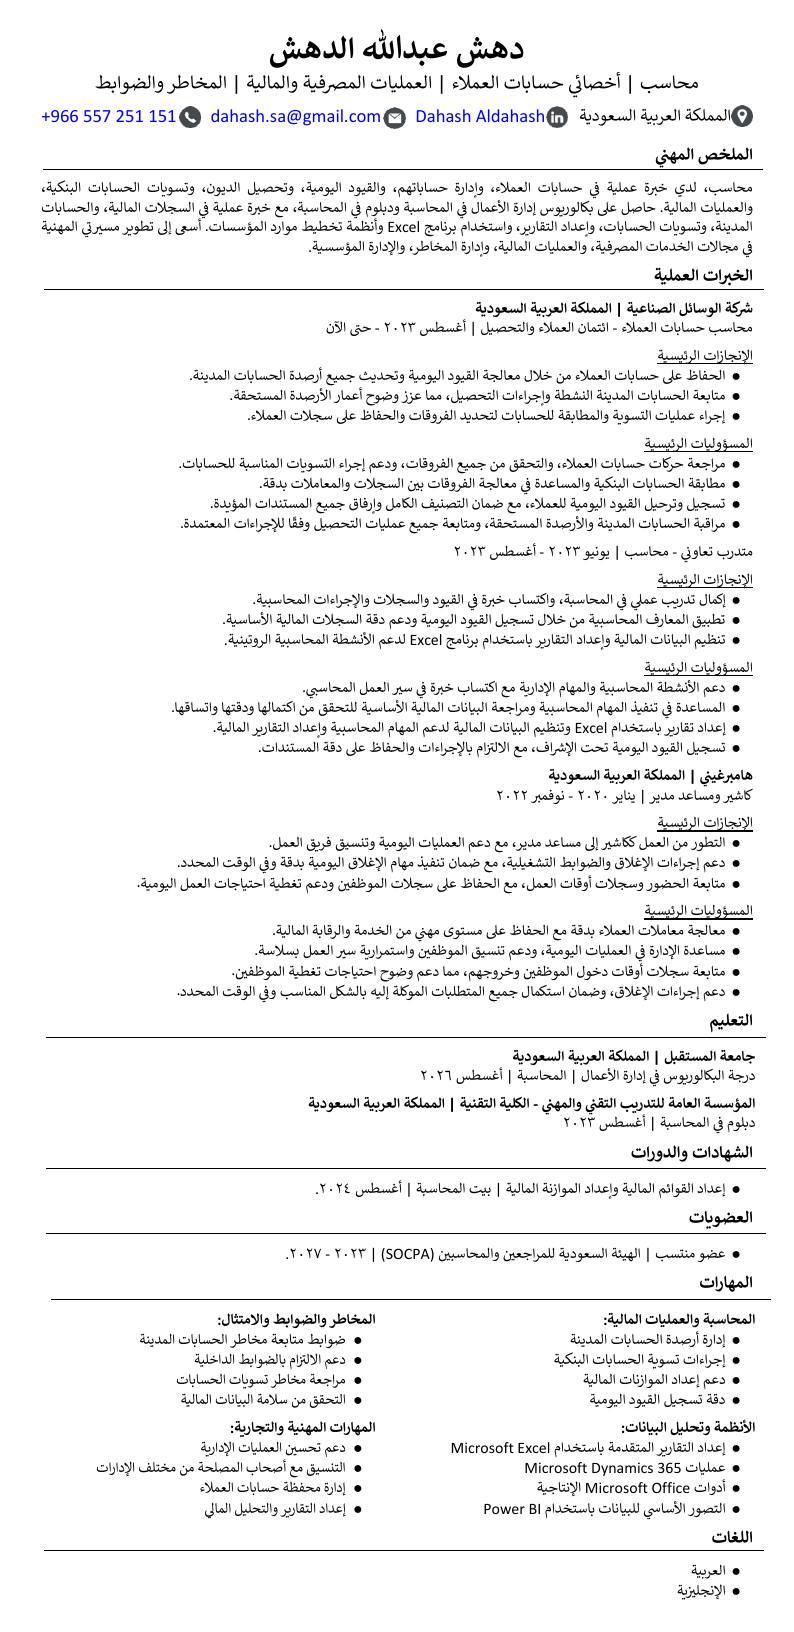 دهش عبدالله الدهش
محاسب | أخصائي حسابات العملاء | العمليات المصرفية والمالية | المخاطر والضوابط
المملكة العربية السعودية Dahash Aldahash dahash.sa@gmail.com +966 557 251 151
الملخص المهني
محاسب، لدي خبرة عملية في حسابات العملاء، وإدارة حساباتهم، والقيود اليومية، وتحصيل الديون، وتسويات الحسابات البنكية،
والعمليات المالية. حاصل على بكالوريوس إدارة الأعمال في المحاسبة ودبلوم في المحاسبة، مع خبرة عملية في السجلات المالية، والحسابات
المدينة، وتسويات الحسابات، وإعداد التقارير، واستخدام برنامج Excel وأنظمة تخطيط موارد المؤسسات. أسعى إلى تطوير مسيرتي المهنية
في مجالات الخدمات المصرفية، والعمليات المالية، وإدارة المخاطر، والإدارة المؤسسية.
الخبرات العملية
شركة الوسائل الصناعية | المملكة العربية السعودية
محاسب حسابات العملاء - ائتمان العملاء والتحصيل | أغسطس ٢٠٢٣ - حتى الآن
الإنجازات الرئيسية
● الحفاظ على حسابات العملاء من خلال معالجة القيود اليومية وتحديث جميع أرصدة الحسابات المدينة.
● متابعة الحسابات المدينة النشطة وإجراءات التحصيل، مما عزز وضوح أعمار الأرصدة المستحقة.
● إجراء عمليات التسوية والمطابقة للحسابات لتحديد الفروقات والحفاظ على سجلات العملاء.
المسؤوليات الرئيسية
● مراجعة حركات حسابات العملاء، والتحقق من جميع الفروقات، ودعم إجراء التسويات المناسبة للحسابات.
● مطابقة الحسابات البنكية والمساعدة في معالجة الفروقات بين السجلات والمعاملات بدقة.
● تسجيل وترحيل القيود اليومية للعملاء، مع ضمان التصنيف الكامل وإرفاق جميع المستندات المؤيدة.
● مراقبة الحسابات المدينة والأرصدة المستحقة، ومتابعة جميع عمليات التحصيل وفقًا للإجراءات المعتمدة.
متدرب تعاوني - محاسب | يونيو ٢٠٢٣ - أغسطس ٢٠٢٣
الإنجازات الرئيسية
● إكمال تدريب عملي في المحاسبة، واكتساب خبرة في القيود والسجلات والإجراءات المحاسبية.
● تطبيق المعارف المحاسبية من خلال تسجيل القيود اليومية ودعم دقة السجلات المالية الأساسية.
● تنظيم البيانات المالية وإعداد التقارير باستخدام برنامج Excel لدعم الأنشطة المحاسبية الروتينية.
المسؤوليات الرئيسية
● دعم الأنشطة المحاسبية والمهام الإدارية مع اكتساب خبرة في سير العمل المحاسبي.
● المساعدة في تنفيذ المهام المحاسبية ومراجعة البيانات المالية الأساسية للتحقق من اكتمالها ودقتها واتساقها.
● إعداد تقارير باستخدام Excel وتنظيم البيانات المالية لدعم المهام المحاسبية وإعداد التقارير المالية.
● تسجيل القيود اليومية تحت الإشراف، مع الالتزام بالإجراءات والحفاظ على دقة المستندات.
هامبرغيني | المملكة العربية السعودية
كاشير ومساعد مدير | يناير ٢٠٢٠ - نوفمبر ٢٠٢٢
الإنجازات الرئيسية
● التطور من العمل ككاشير إلى مساعد مدير، مع دعم العمليات اليومية وتنسيق فريق العمل.
● دعم إجراءات الإغلاق والضوابط التشغيلية، مع ضمان تنفيذ مهام الإغلاق اليومية بدقة وفي الوقت المحدد.
● متابعة الحضور وسجلات أوقات العمل، مع الحفاظ على سجلات الموظفين ودعم تغطية احتياجات العمل اليومية.
المسؤوليات الرئيسية
● معالجة معاملات العملاء بدقة مع الحفاظ على مستوى مهني من الخدمة والرقابة المالية.
● مساعدة الإدارة في العمليات اليومية، ودعم تنسيق الموظفين واستمرارية سير العمل بسلاسة.
● متابعة سجلات أوقات دخول الموظفين وخروجهم، مما دعم وضوح احتياجات تغطية الموظفين.
● دعم إجراءات الإغلاق، وضمان استكمال جميع المتطلبات الموكلة إليه بالشكل المناسب وفي الوقت المحدد.
التعليم
جامعة المستقبل | المملكة العربية السعودية
درجة البكالوريوس في إدارة الأعمال | المحاسبة | أغسطس ٢٠٢٦
المؤسسة العامة للتدريب التقني والمهني - الكلية التقنية | المملكة العربية السعودية
دبلوم في المحاسبة | أغسطس ٢٠٢٣
الشهادات والدورات
● إعداد القوائم المالية وإعداد الموازنة المالية | بيت المحاسبة | أغسطس ٢٠٢٤.
العضويات
● عضو منتسب | الهيئة السعودية للمراجعين والمحاسبين (SOCPA) | ٢٠٢٣ - ٢٠٢٧.
المهارات
المحاسبة والعمليات المالية:
● إدارة أرصدة الحسابات المدينة
● إجراءات تسوية الحسابات البنكية
● دعم إعداد الموازنات المالية
● دقة تسجيل القيود اليومية
المخاطر والضوابط والامتثال:
● ضوابط متابعة مخاطر الحسابات المدينة
● دعم الالتزام بالضوابط الداخلية
● مراجعة مخاطر تسويات الحسابات
● التحقق من سلامة البيانات المالية
الأنظمة وتحليل البيانات:
● إعداد التقارير المتقدمة باستخدام Microsoft Excel
● عمليات Microsoft Dynamics 365
● أدوات Microsoft Office الإنتاجية
● التصور الأساسي للبيانات باستخدام Power BI
المهارات المهنية والتجارية:
● دعم تحسين العمليات الإدارية
● التنسيق مع أصحاب المصلحة من مختلف الإدارات
● إدارة محفظة حسابات العملاء
● إعداد التقارير والتحليل المالي
اللغات
● العربية
● الإنجليزية